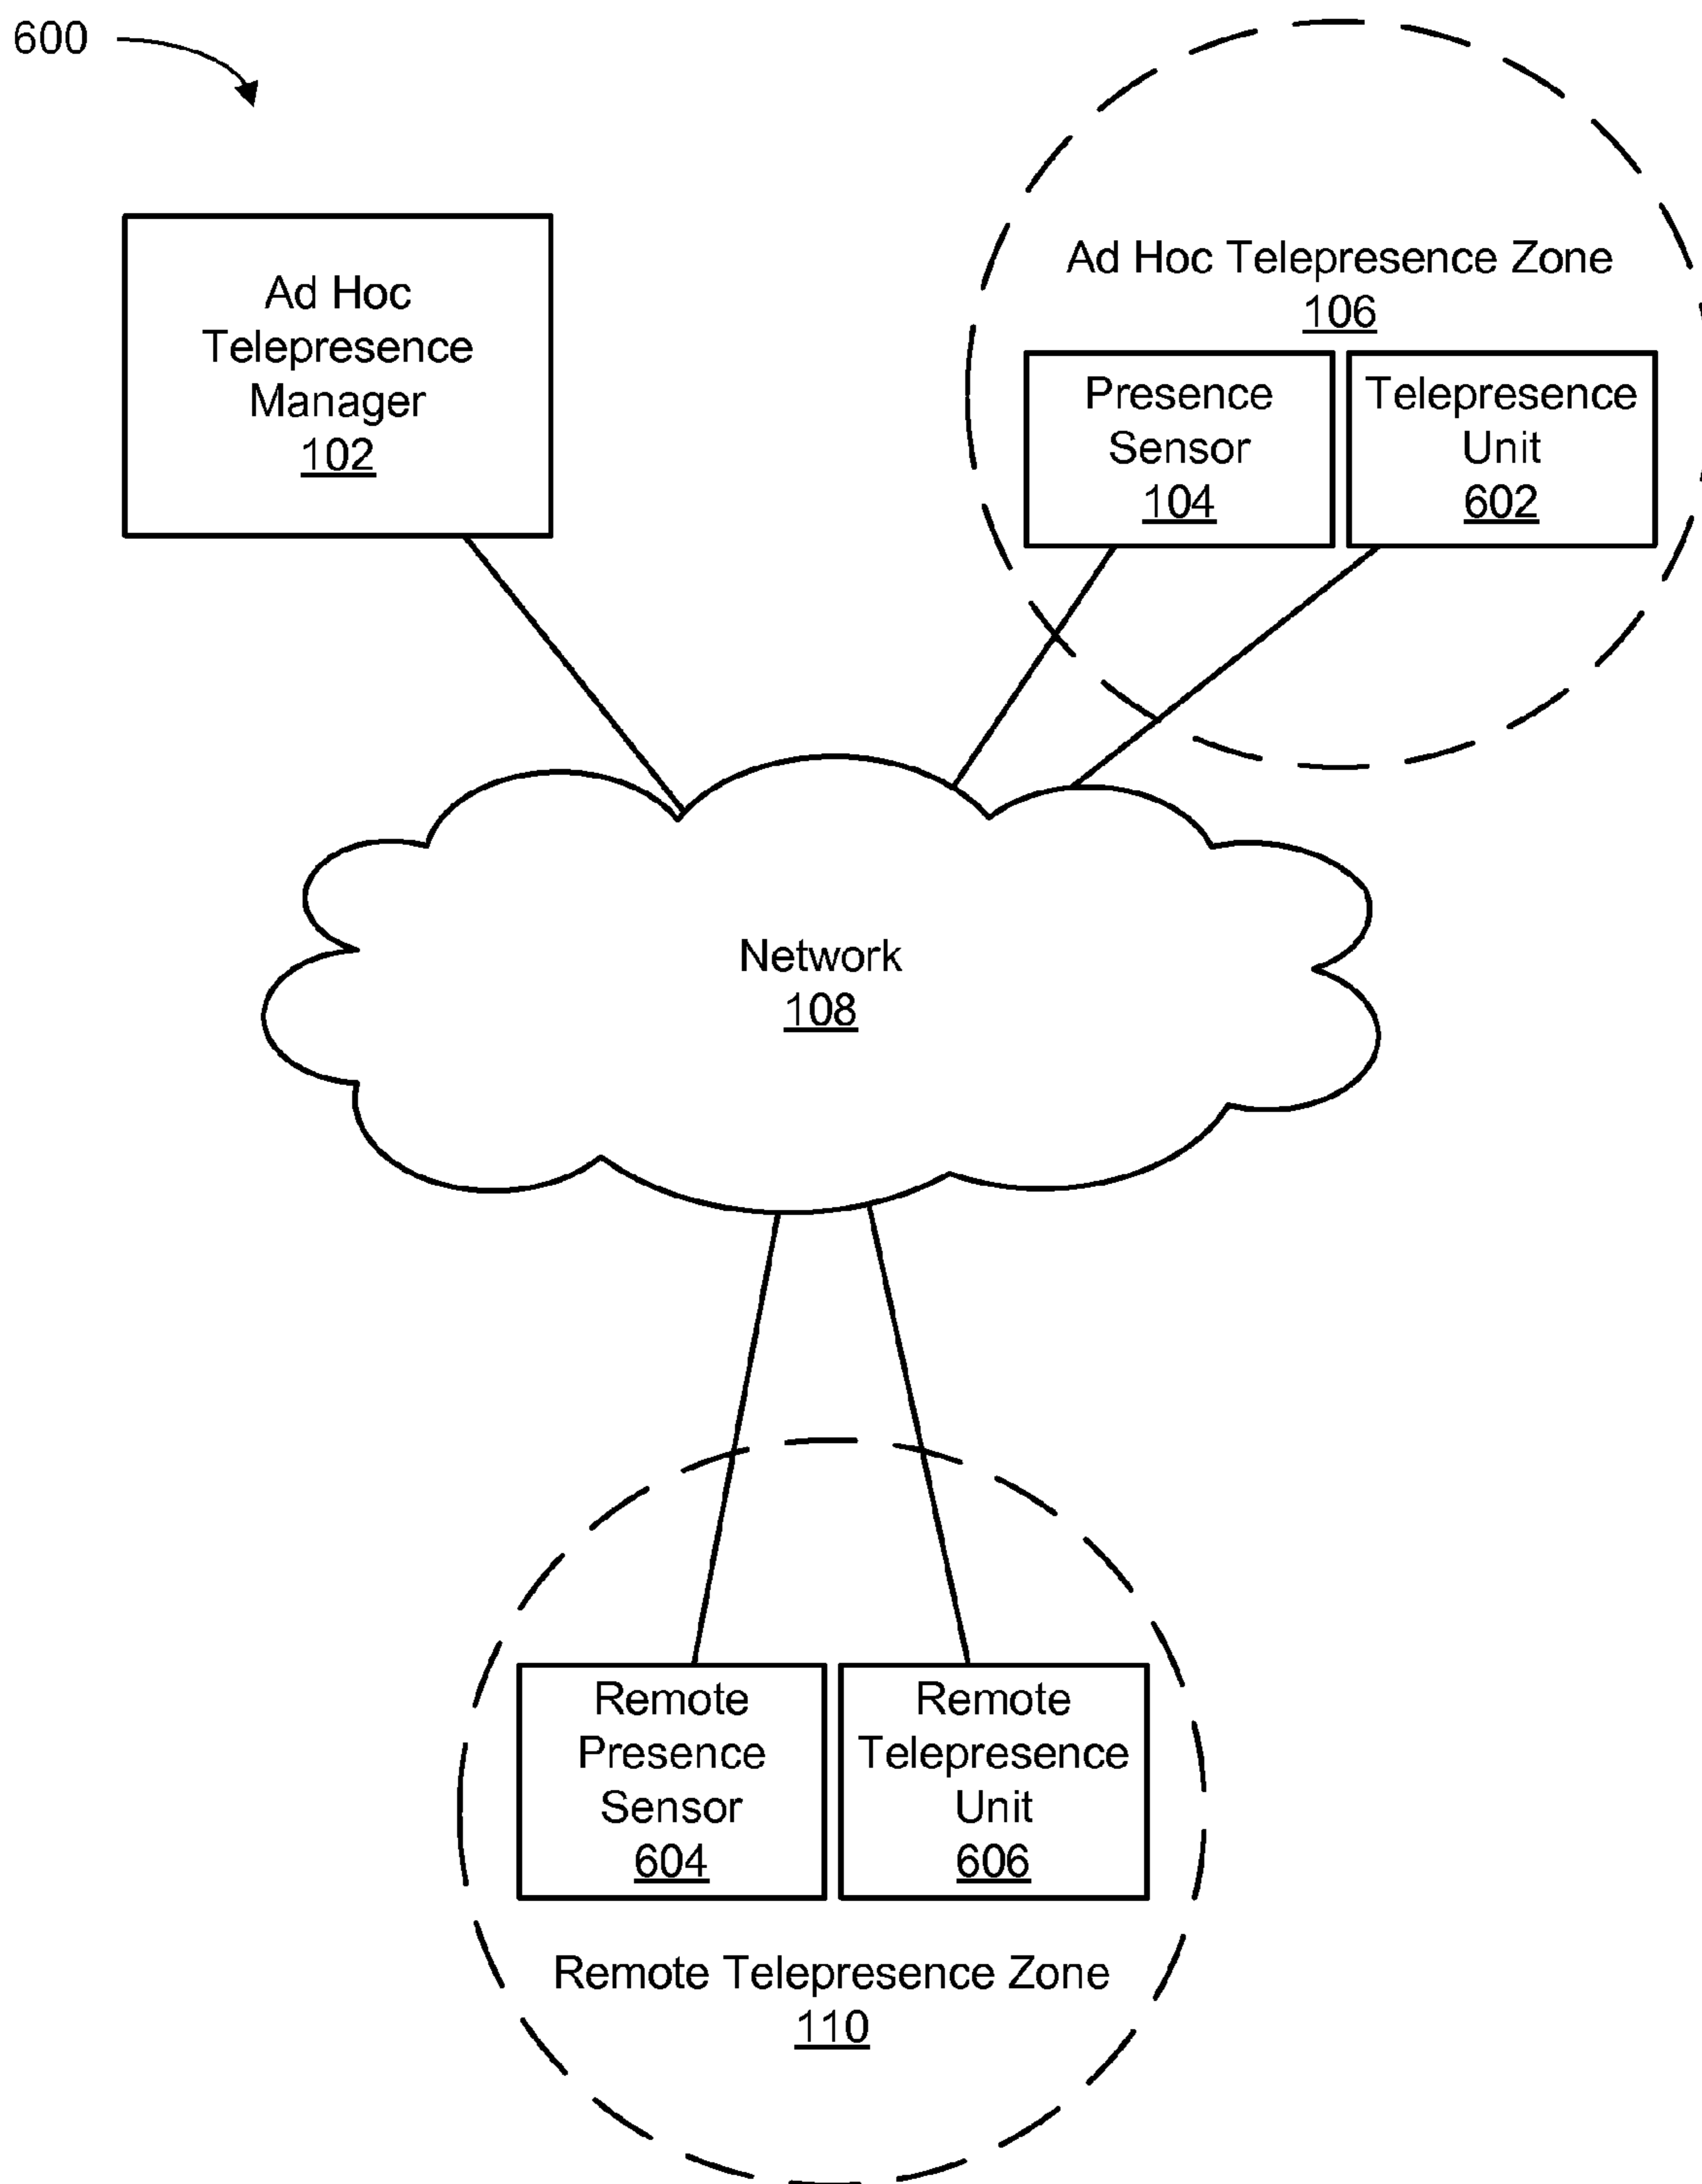 600
Ad Hoc
Telepresence
Manager
102
Ad Hoc Telepresence Zone
106
Presence
Sensor
104
Telepresence
Unit
602
Network
108
Remote
Presence
Sensor
604
Remote
Telepresence
Unit
606
Remote Telepresence Zone
110